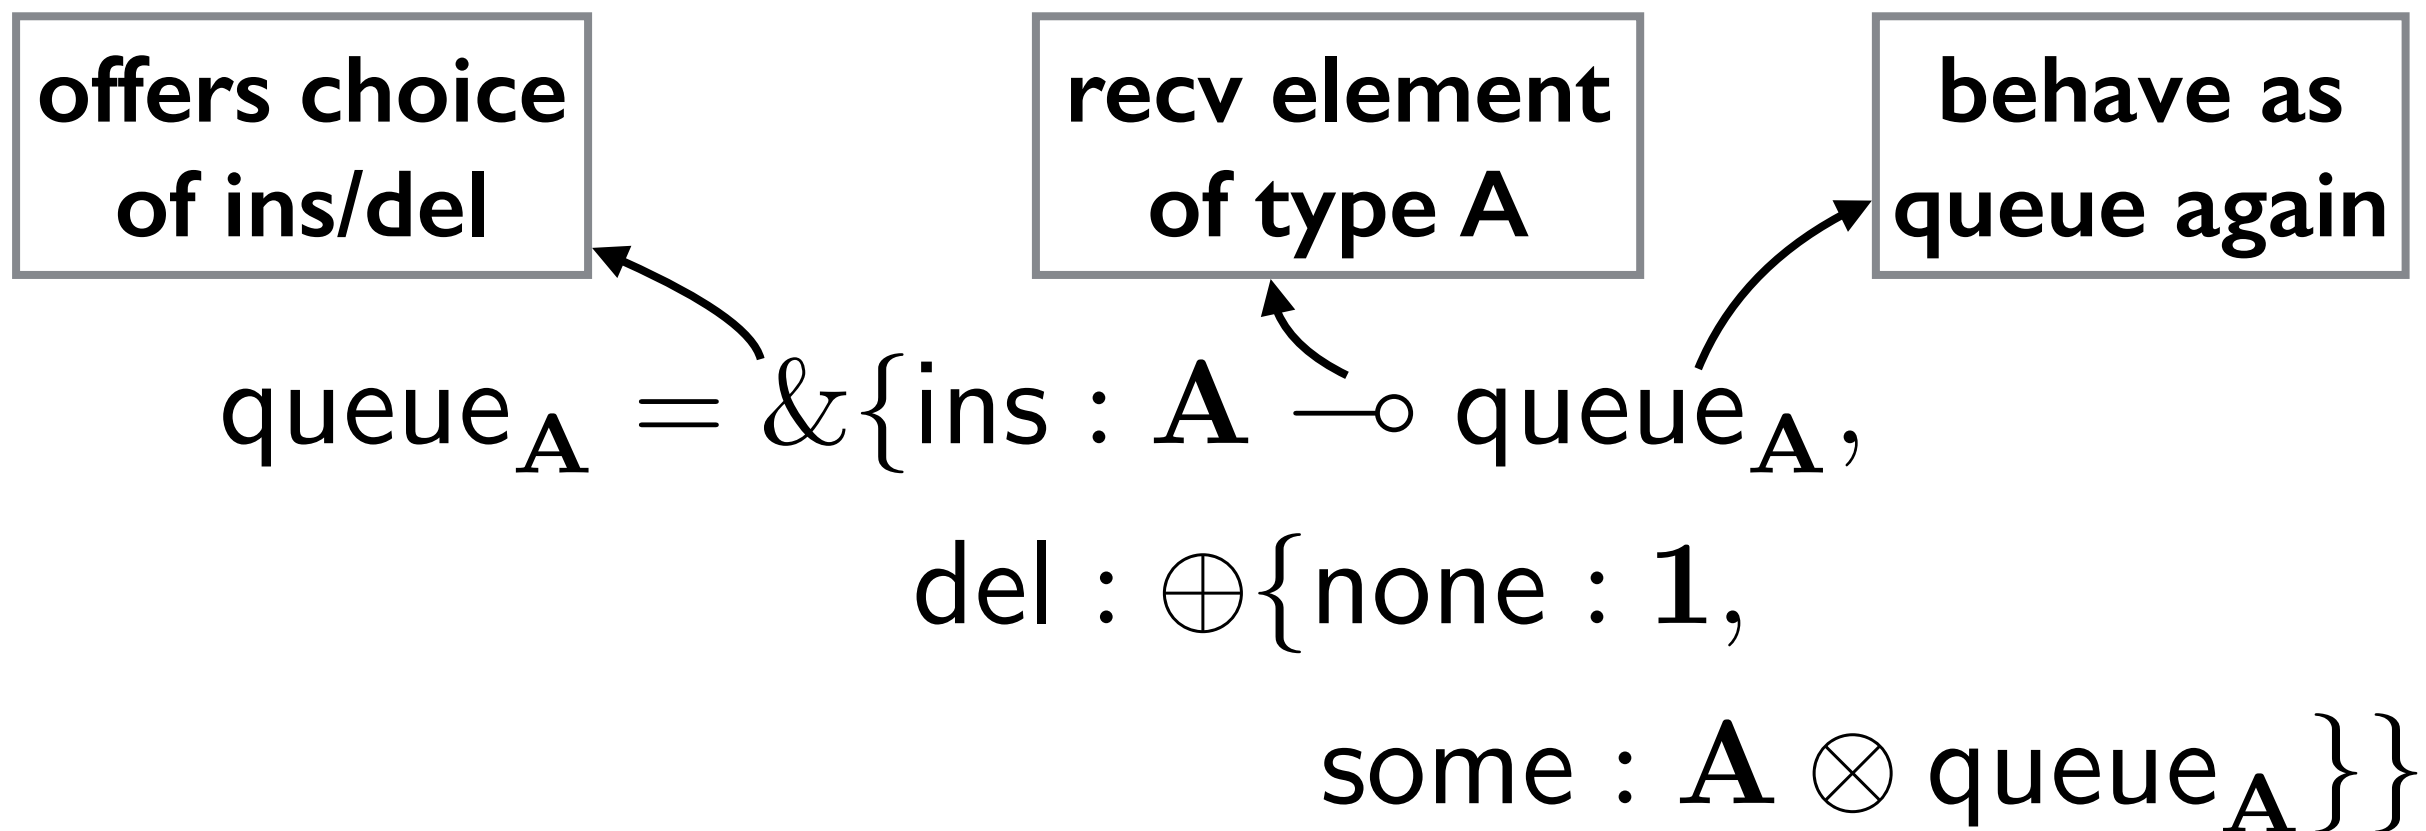 offers choice
of ins/del
recv element
of type A
behave as
queue again
queue_A = &{ins : A ⊸ queue_A,
del : ⊕{none : 1,
some : A ⊗ queue_A}}